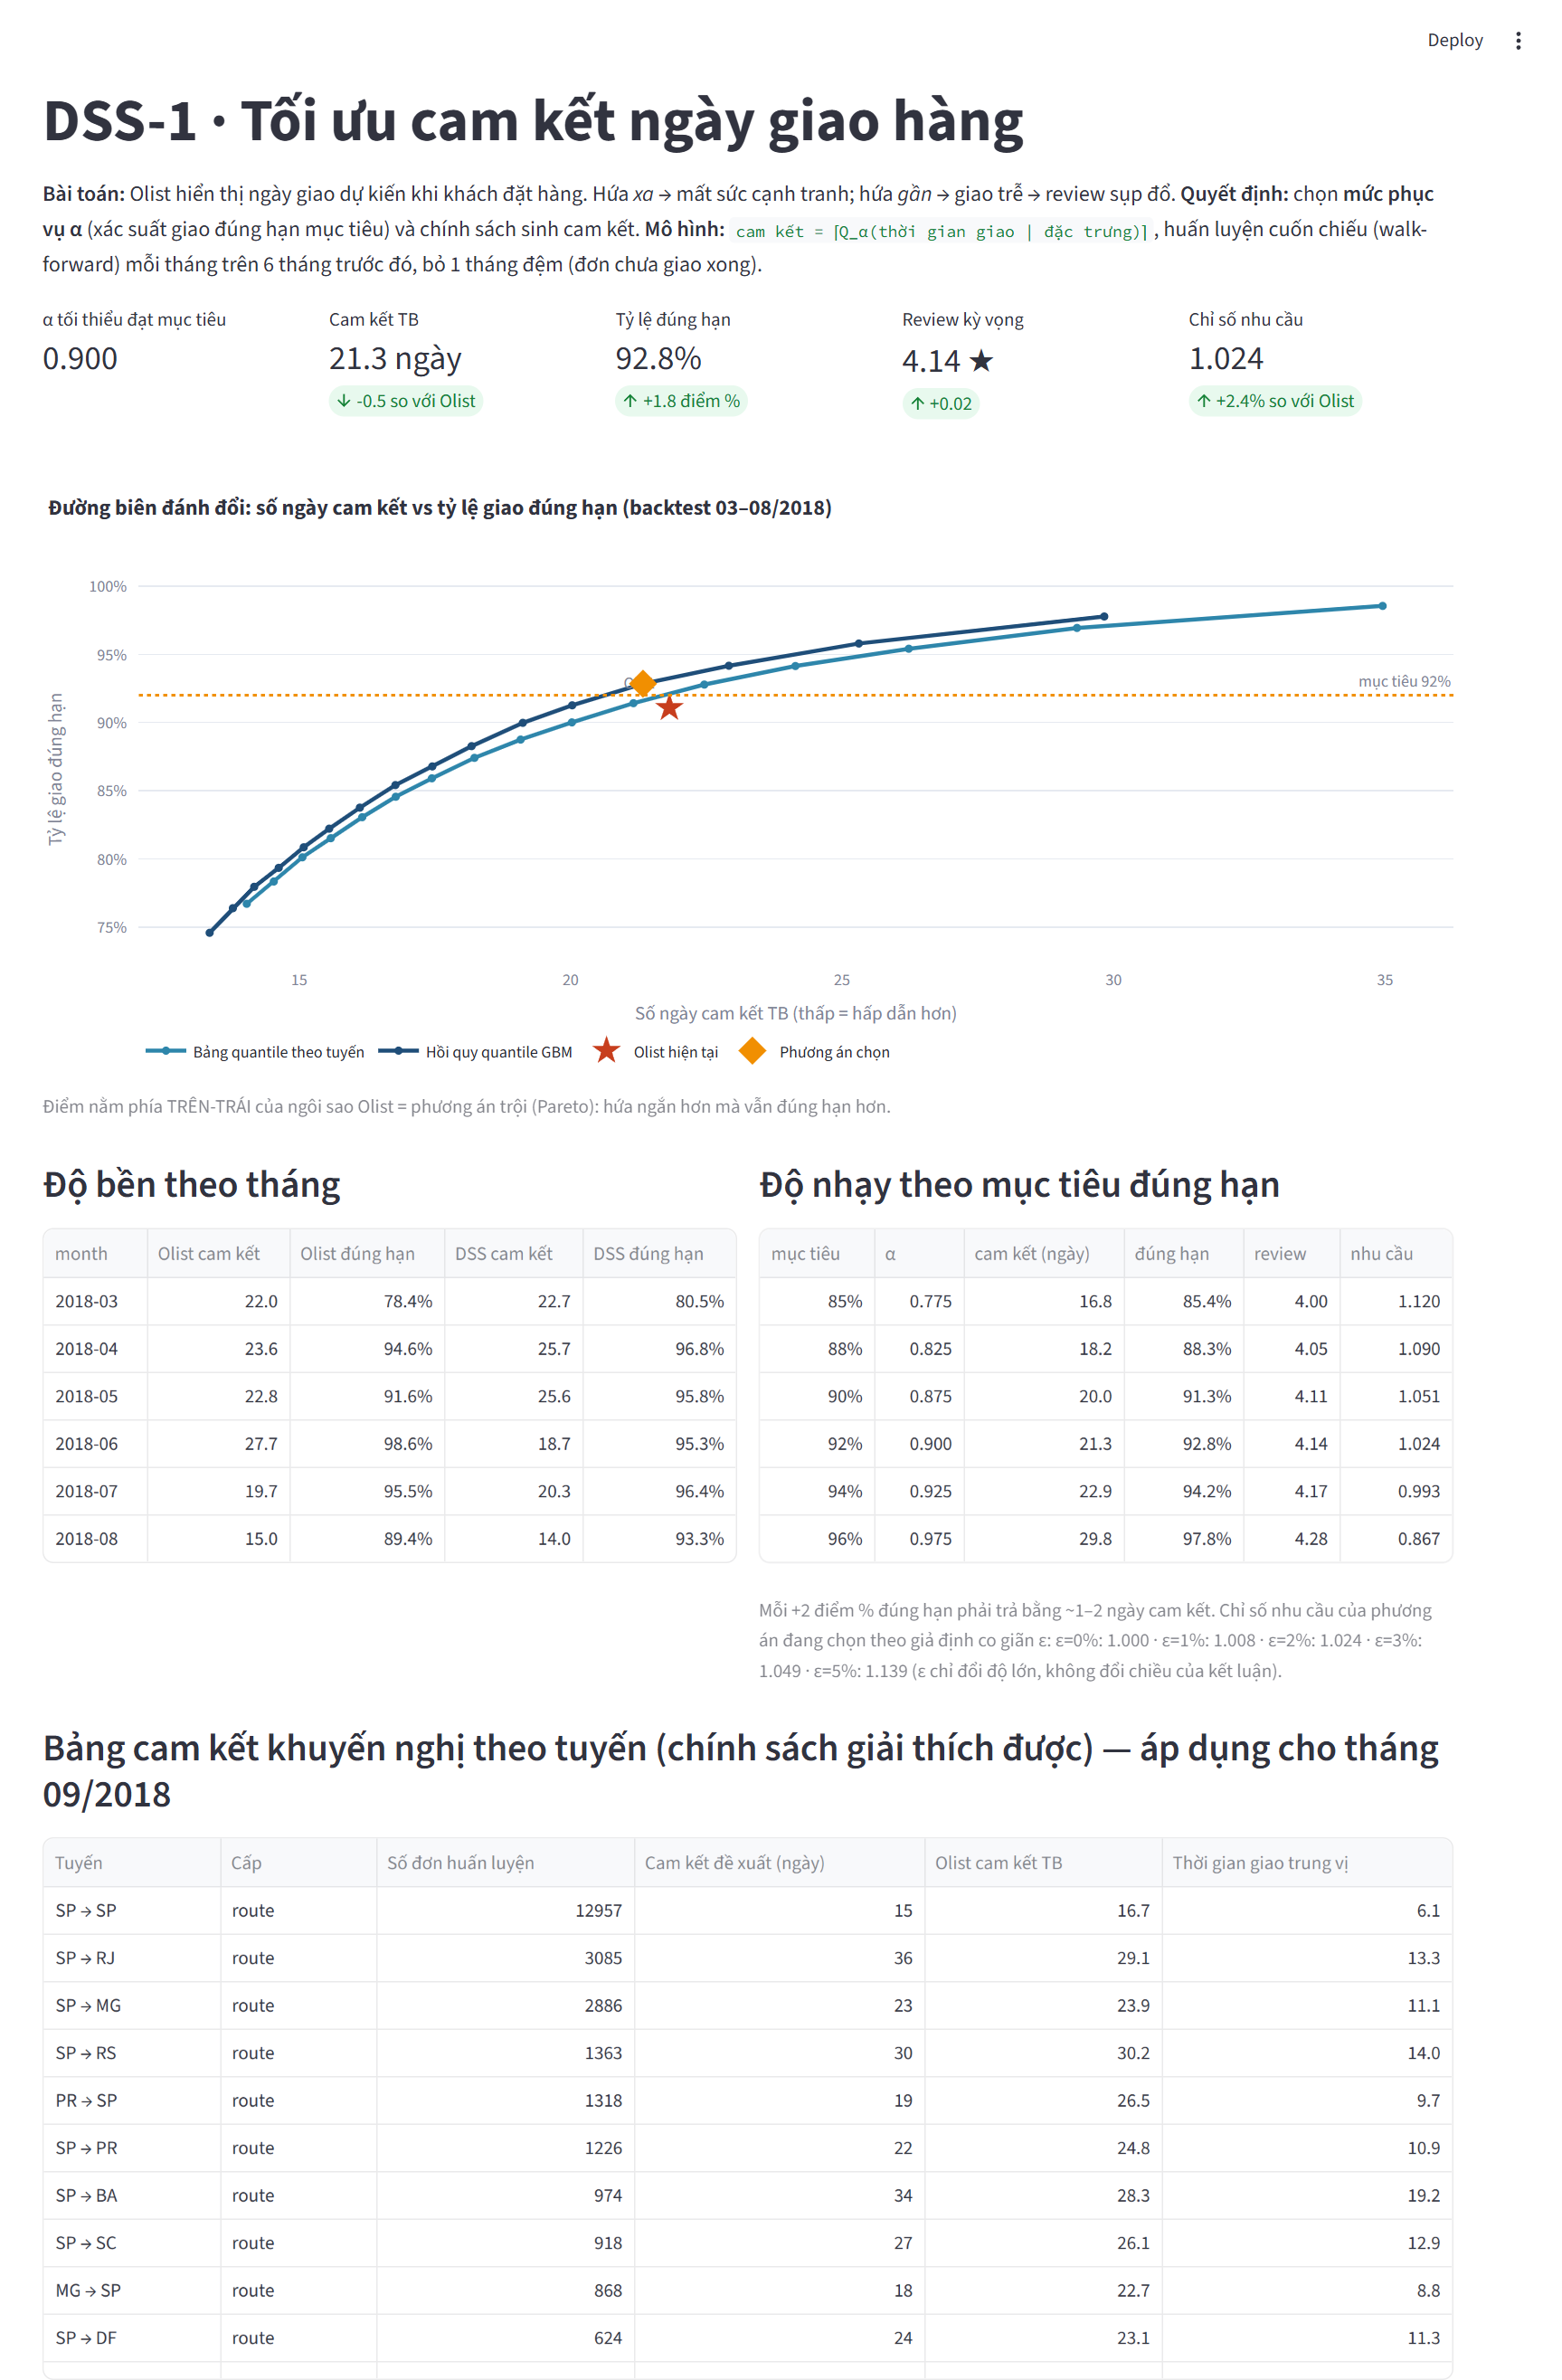 Deploy
DSS-1 · Tối ưu cam kết ngày giao hàng
Bài toán: Olist hiển thị ngày giao dự kiến khi khách đặt hàng. Hứa xa → mất sức cạnh tranh; hứa gần → giao trễ → review sụp đổ. Quyết định: chọn mức phục
vụ α (xác suất giao đúng hạn mục tiêu) và chính sách sinh cam kết. Mô hình: cam kết = ⌈Q_α(thời gian giao | đặc trưng)⌉, huấn luyện cuốn chiếu (walk-
forward) mỗi tháng trên 6 tháng trước đó, bỏ 1 tháng đệm (đơn chưa giao xong).
α tối thiểu đạt mục tiêu Cam kết TB Tỷ lệ đúng hạn Review kỳ vọng Chỉ số nhu cầu
0.900 21.3 ngày 92.8% 4.14 ★ 1.024
↓ -0.5 so với Olist ↑ +1.8 điểm % ↑ +0.02 ↑ +2.4% so với Olist
Đường biên đánh đổi: số ngày cam kết vs tỷ lệ giao đúng hạn (backtest 03–08/2018)
100%
95%
mục tiêu 92%
90%
85%
80%
75%
Tỷ lệ giao đúng hạn
15 20 25 30 35
Số ngày cam kết TB (thấp = hấp dẫn hơn)
Bảng quantile theo tuyến Hồi quy quantile GBM Olist hiện tại Phương án chọn
Điểm nằm phía TRÊN-TRÁI của ngôi sao Olist = phương án trội (Pareto): hứa ngắn hơn mà vẫn đúng hạn hơn.
Độ bền theo tháng
month Olist cam kết Olist đúng hạn DSS cam kết DSS đúng hạn
2018-03 22.0 78.4% 22.7 80.5%
2018-04 23.6 94.6% 25.7 96.8%
2018-05 22.8 91.6% 25.6 95.8%
2018-06 27.7 98.6% 18.7 95.3%
2018-07 19.7 95.5% 20.3 96.4%
2018-08 15.0 89.4% 14.0 93.3%
Độ nhạy theo mục tiêu đúng hạn
mục tiêu α cam kết (ngày) đúng hạn review nhu cầu
85% 0.775 16.8 85.4% 4.00 1.120
88% 0.825 18.2 88.3% 4.05 1.090
90% 0.875 20.0 91.3% 4.11 1.051
92% 0.900 21.3 92.8% 4.14 1.024
94% 0.925 22.9 94.2% 4.17 0.993
96% 0.975 29.8 97.8% 4.28 0.867
Mỗi +2 điểm % đúng hạn phải trả bằng ~1–2 ngày cam kết. Chỉ số nhu cầu của phương
án đang chọn theo giả định co giãn ε: ε=0%: 1.000 · ε=1%: 1.008 · ε=2%: 1.024 · ε=3%:
1.049 · ε=5%: 1.139 (ε chỉ đổi độ lớn, không đổi chiều của kết luận).
Bảng cam kết khuyến nghị theo tuyến (chính sách giải thích được) — áp dụng cho tháng
09/2018
Tuyến Cấp Số đơn huấn luyện Cam kết đề xuất (ngày) Olist cam kết TB Thời gian giao trung vị
SP → SP route 12957 15 16.7 6.1
SP → RJ route 3085 36 29.1 13.3
SP → MG route 2886 23 23.9 11.1
SP → RS route 1363 30 30.2 14.0
PR → SP route 1318 19 26.5 9.7
SP → PR route 1226 22 24.8 10.9
SP → BA route 974 34 28.3 19.2
SP → SC route 918 27 26.1 12.9
MG → SP route 868 18 22.7 8.8
SP → DF route 624 24 23.1 11.3